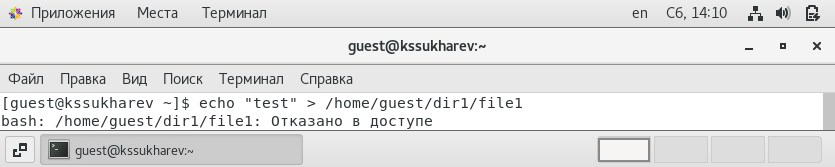 Приложения Места Терминал en Сб, 14:10
guest@kssukharev:~
Файл Правка Вид Поиск Терминал Справка
[guest@kssukharev ~]$ echo "test" > /home/guest/dir1/file1
bash: /home/guest/dir1/file1: Отказано в доступе
guest@kssukharev:~